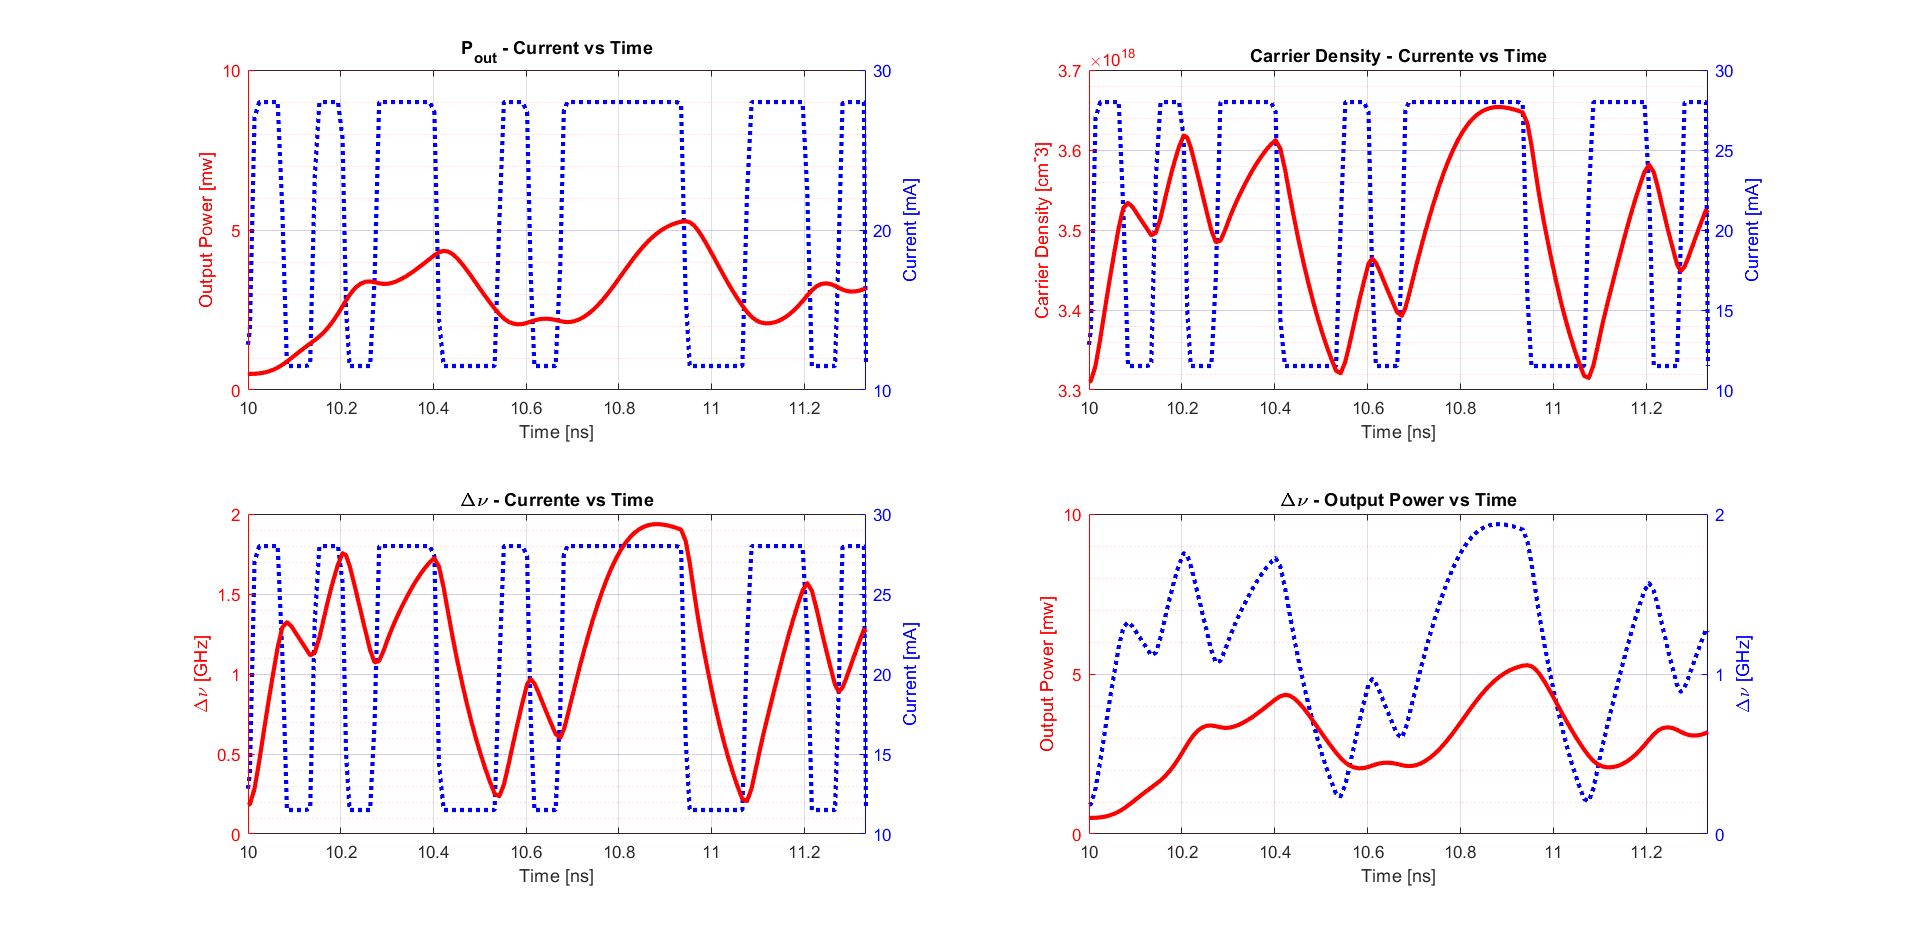 P_out - Current vs Time
10
5
0
Output Power [mw]
30
25
20
15
10
Current [mA]
10 10.2 10.4 10.6 10.8 11 11.2
Time [ns]
Carrier Density - Currente vs Time
×10^18
3.7
3.6
3.5
3.4
3.3
Carrier Density [cm^-3]
30
25
20
15
10
Current [mA]
10 10.2 10.4 10.6 10.8 11 11.2
Time [ns]
Δν - Currente vs Time
2
1.5
1
0.5
0
Δν [GHz]
30
25
20
15
10
Current [mA]
10 10.2 10.4 10.6 10.8 11 11.2
Time [ns]
Δν - Output Power vs Time
10
5
0
Output Power [mw]
2
1
0
Δν [GHz]
10 10.2 10.4 10.6 10.8 11 11.2
Time [ns]